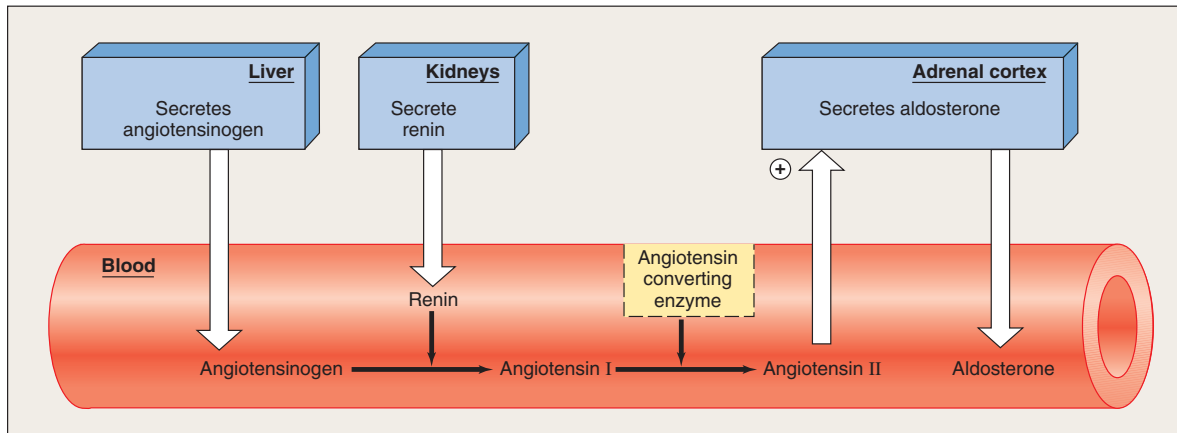 Liver
Secretes
angiotensinogen
Kidneys
Secrete
renin
Adrenal cortex
Secretes aldosterone
+
Blood
Renin
Angiotensin
converting
enzyme
Angiotensinogen
Angiotensin I
Angiotensin II
Aldosterone